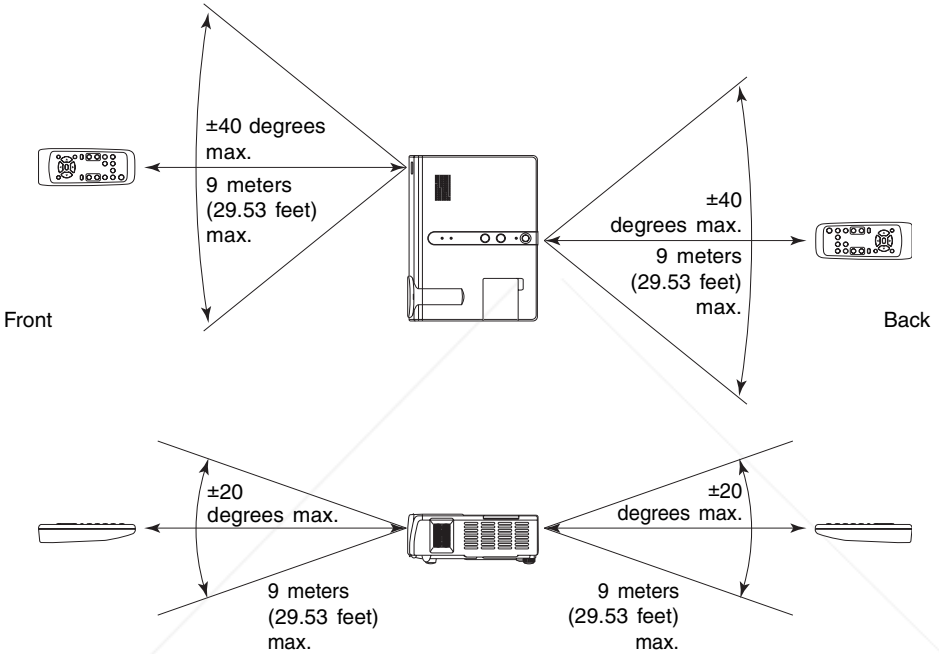 ±40 degrees
max.
9 meters
(29.53 feet)
max.
±40
degrees max.
9 meters
(29.53 feet)
max.
Front
Back
±20
degrees max.
9 meters
(29.53 feet)
max.
±20
degrees max.
9 meters
(29.53 feet)
max.